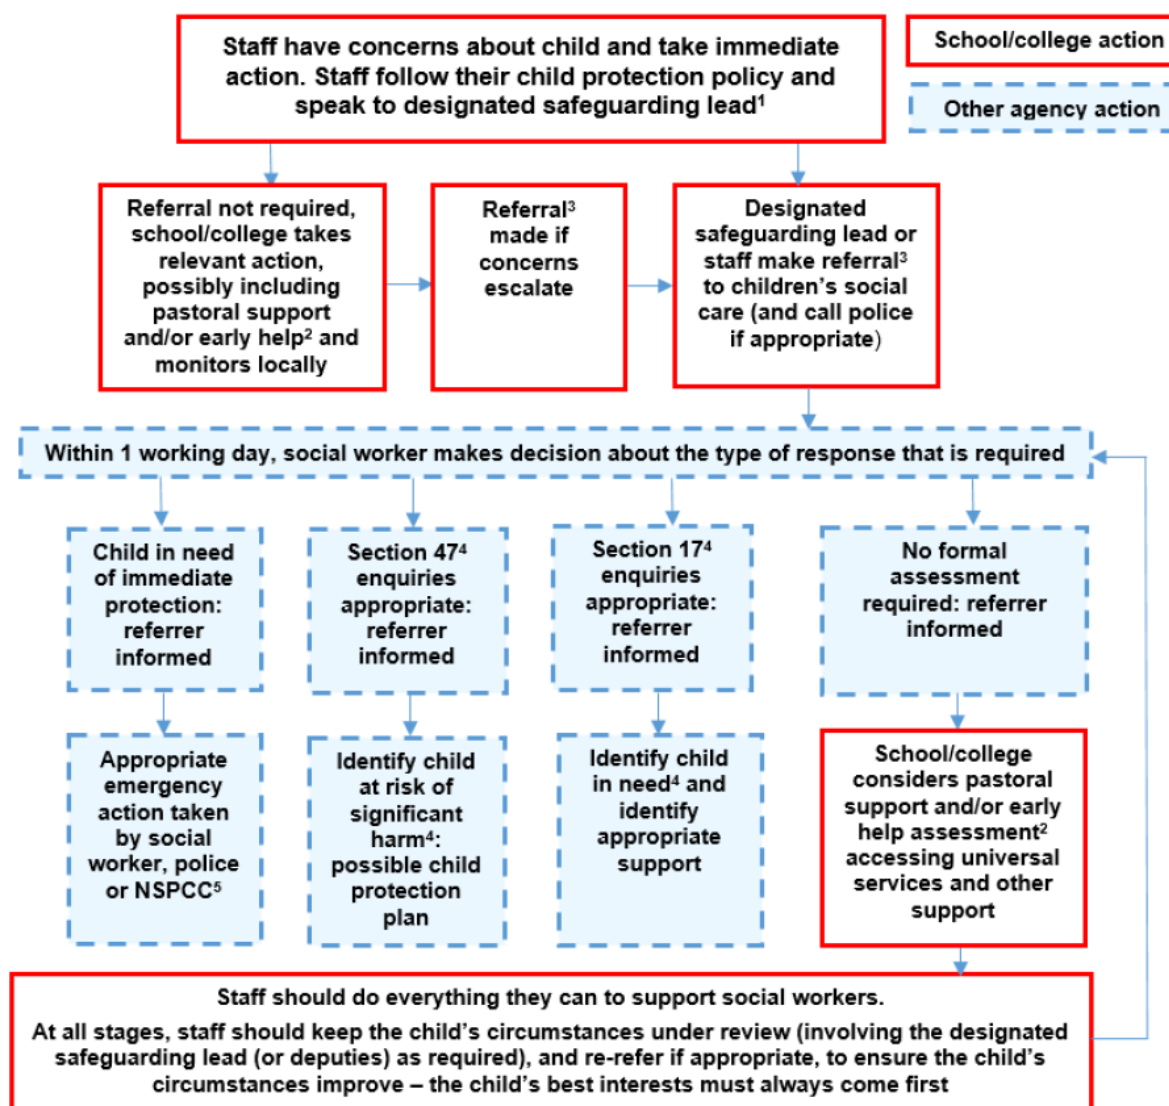 Staff have concerns about child and take immediate
action. Staff follow their child protection policy and
speak to designated safeguarding lead¹
School/college action
Other agency action
Referral not required,
school/college takes
relevant action,
possibly including
pastoral support
and/or early help² and
monitors locally
Referral³
made if
concerns
escalate
Designated
safeguarding lead or
staff make referral³
to children's social
care (and call police
if appropriate)
Within 1 working day, social worker makes decision about the type of response that is required
Child in need
of immediate
protection:
referrer
informed
Section 47⁴
enquiries
appropriate:
referrer
informed
Section 17⁴
enquiries
appropriate:
referrer
informed
No formal
assessment
required: referrer
informed
Appropriate
emergency
action taken
by social
worker, police
or NSPCC⁵
Identify child
at risk of
significant
harm⁴:
possible child
protection
plan
Identify child
in need⁴ and
identify
appropriate
support
School/college
considers pastoral
support and/or early
help assessment²
accessing universal
services and other
support
Staff should do everything they can to support social workers.
At all stages, staff should keep the child's circumstances under review (involving the designated
safeguarding lead (or deputies) as required), and re-refer if appropriate, to ensure the child's
circumstances improve – the child's best interests must always come first